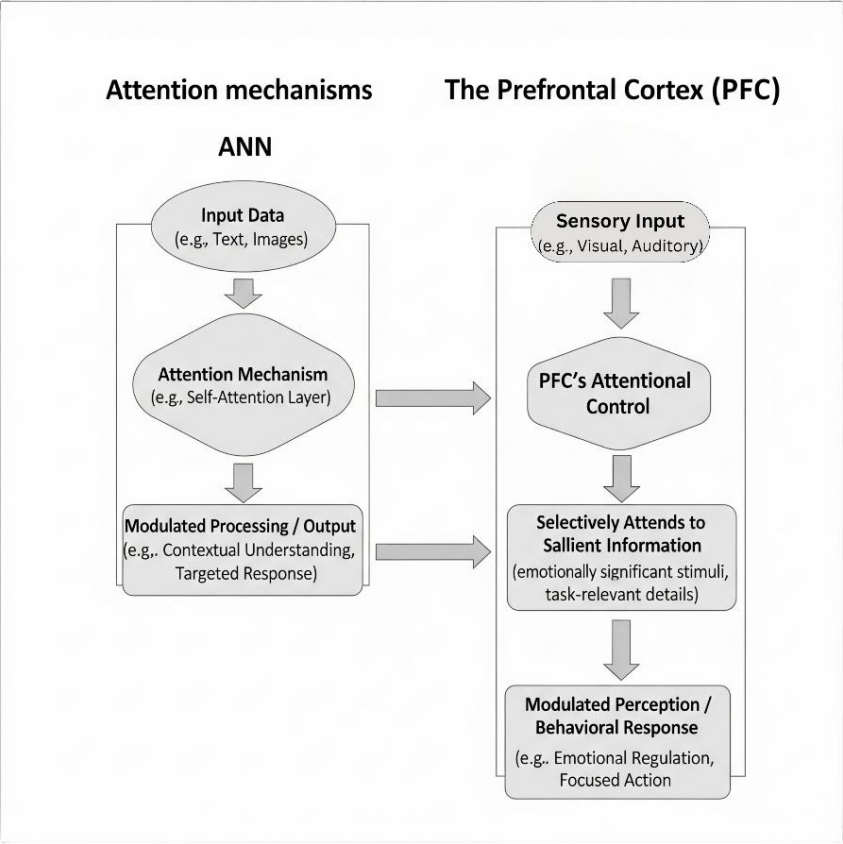 Attention mechanisms
ANN
Input Data
(e.g., Text, Images)
Attention Mechanism
(e.g., Self-Attention Layer)
Modulated Processing / Output
(e.g,. Contextual Understanding,
Targeted Response)
The Prefrontal Cortex (PFC)
Sensory Input
(e.g., Visual, Auditory)
PFC's Attentional
Control
Selectively Attends to
Sallient Information
(emotionally significant stimuli,
task-relevant details)
Modulated Perception /
Behavioral Response
(e.g.. Emotional Regulation,
Focused Action